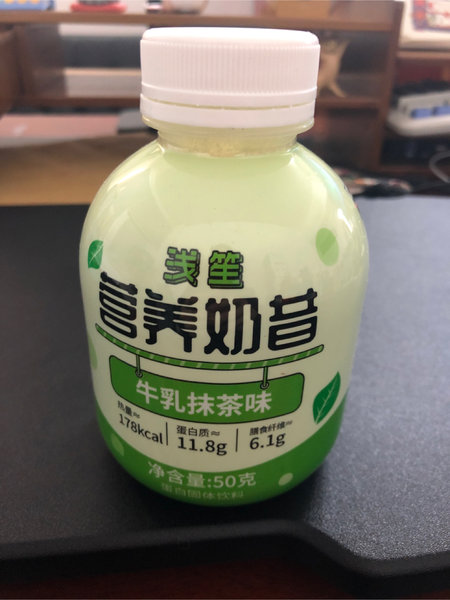 浅笙
营养奶昔
牛乳抹茶味
热量≈ 蛋白质≈ 膳食纤维≈
178kcal 11.8g 6.1g
净含量:50克
蛋白固体饮料